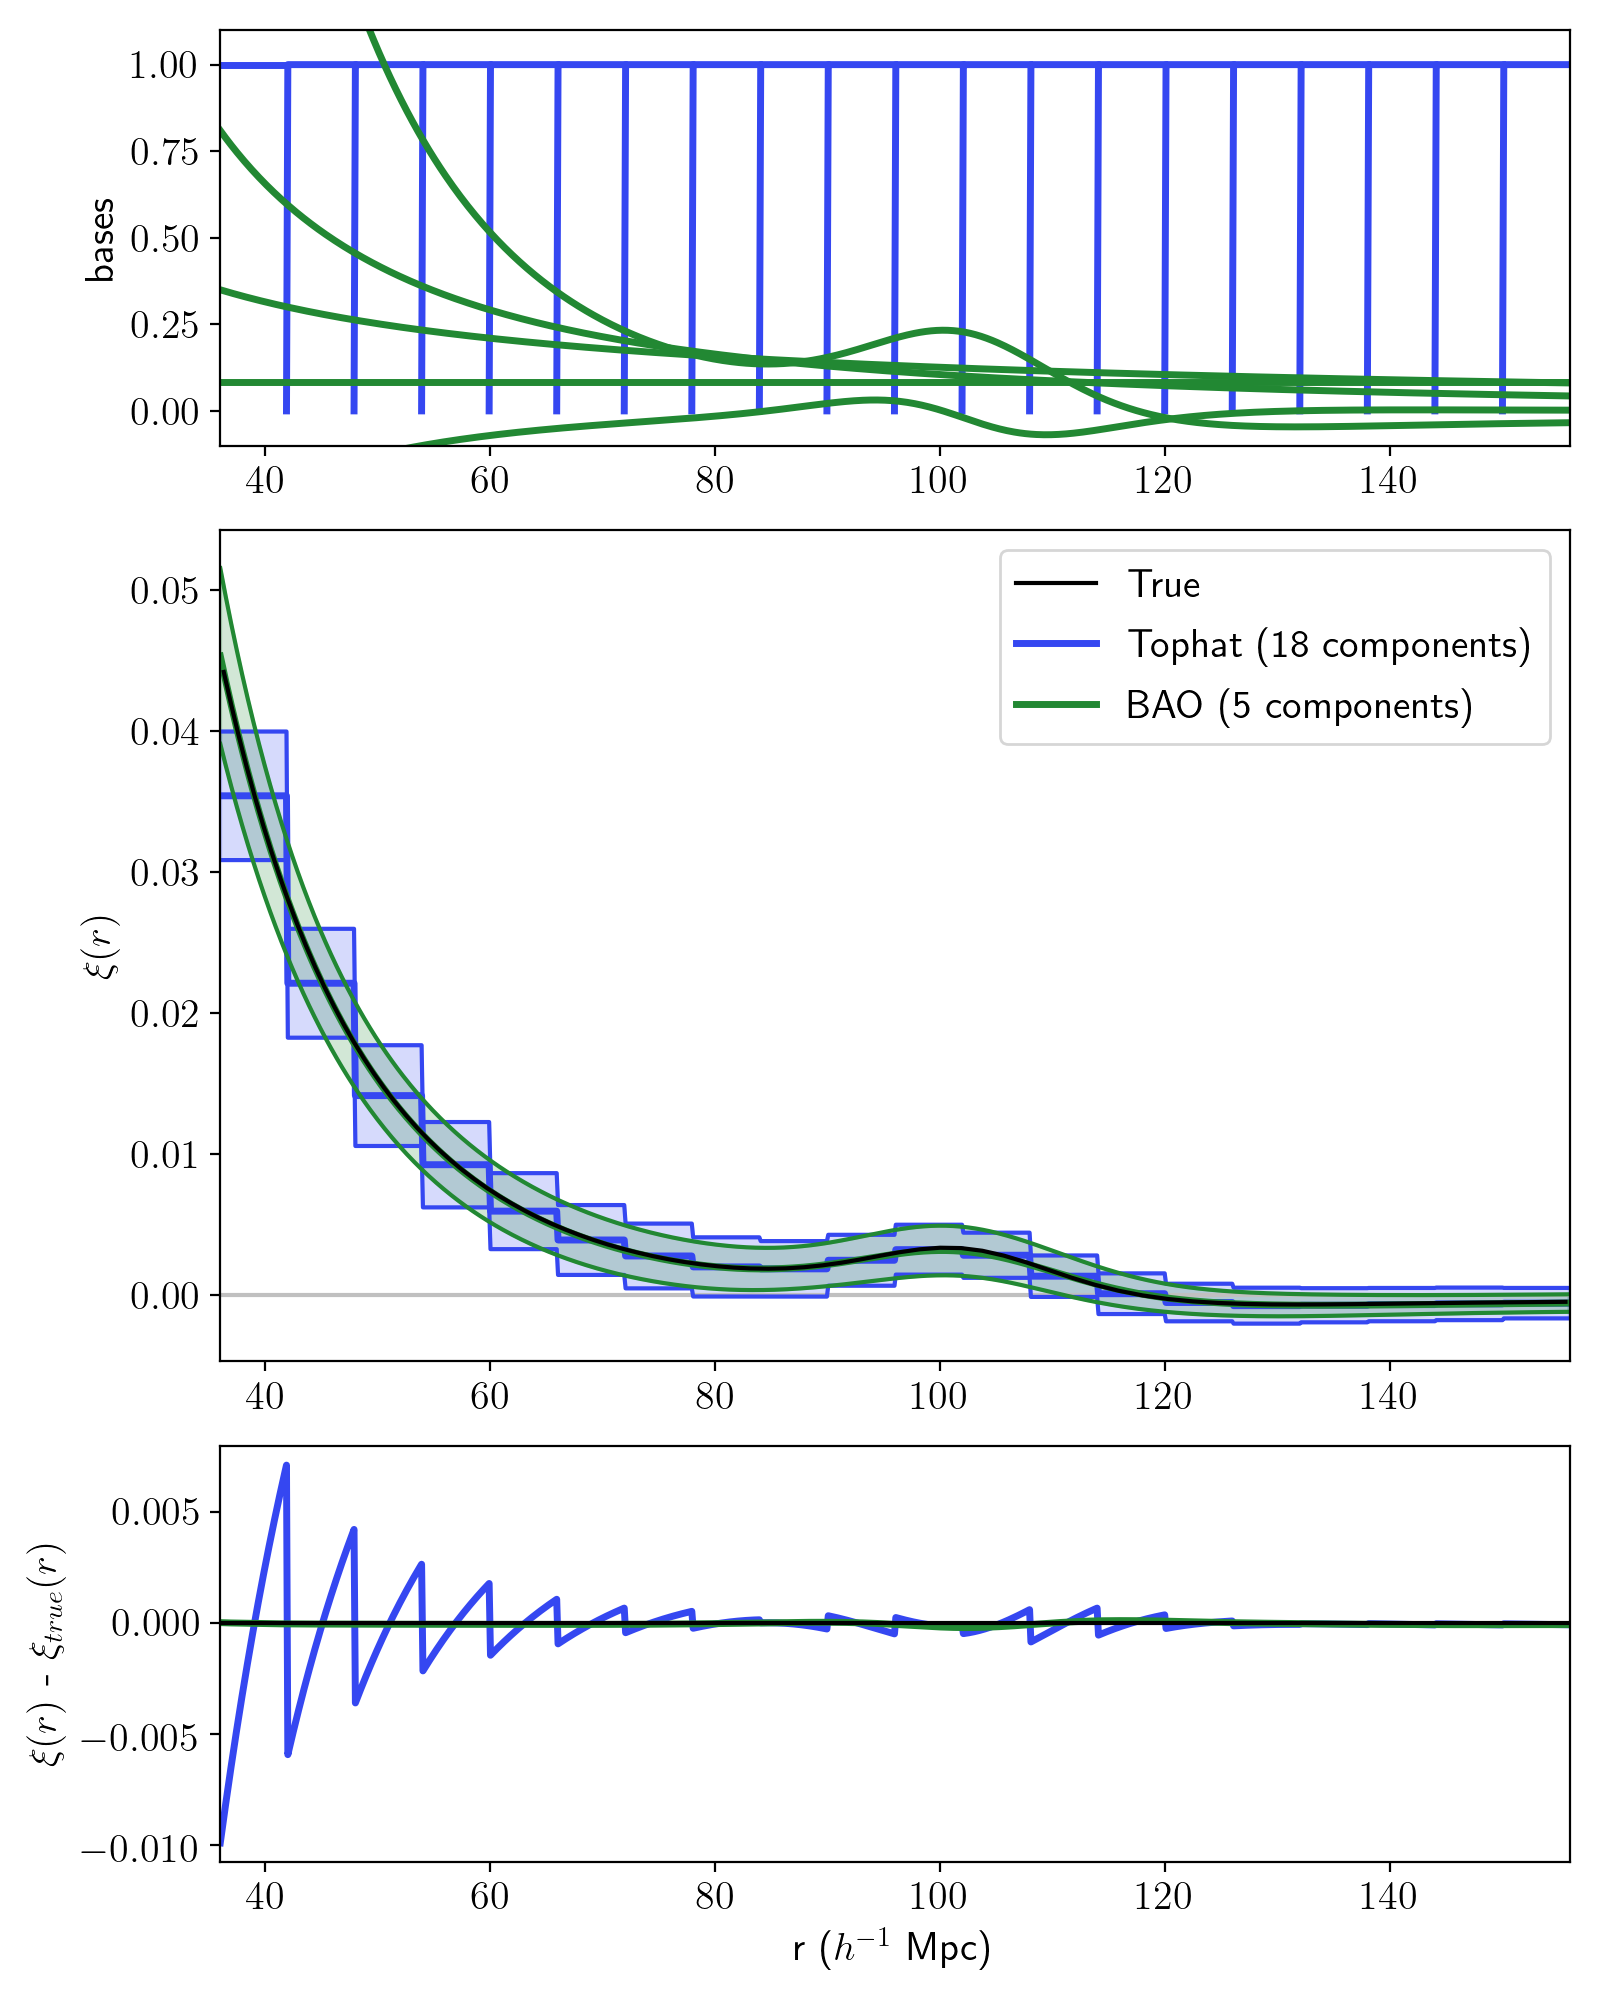 1.00
0.75
0.50
0.25
0.00
bases
40 60 80 100 120 140
0.05
0.04
0.03
0.02
0.01
0.00
ξ(r)
True
Tophat (18 components)
BAO (5 components)
40 60 80 100 120 140
0.005
0.000
−0.005
−0.010
ξ(r) - ξ_{true}(r)
40 60 80 100 120 140
r (h^{−1} Mpc)